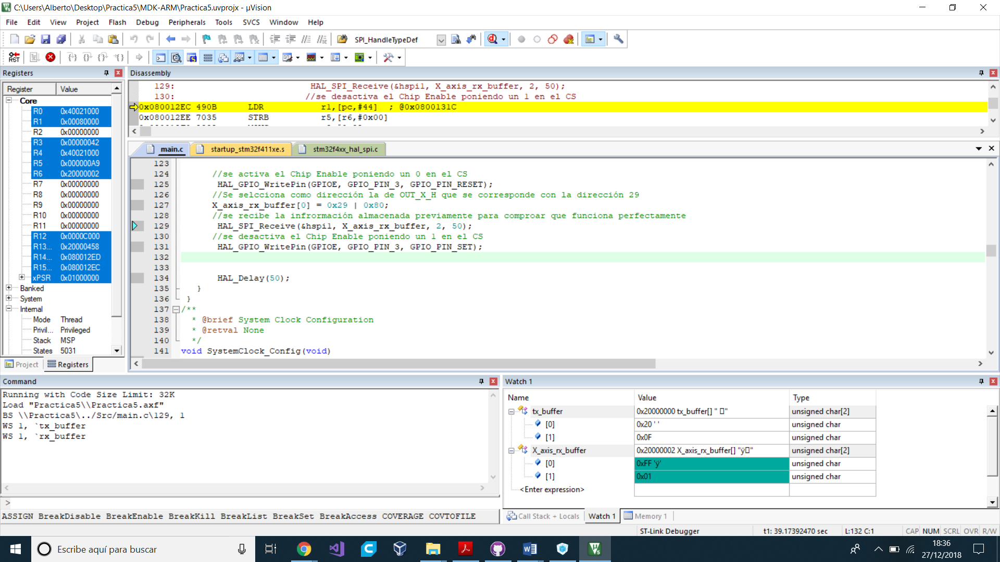 C:\Users\Alberto\Desktop\Practica5\MDK-ARM\Practica5.uvprojx - µVision
File Edit View Project Flash Debug Peripherals Tools SVCS Window Help
SPI_HandleTypeDef
RST
Registers
Register Value
Core
R0 0x40021000
R1 0x00080000
R2 0x00000000
R3 0x00000042
R4 0x40021000
R5 0x000000A9
R6 0x20000002
R7 0x00000000
R8 0x00000000
R9 0x00000000
R10 0x00000000
R11 0x00000000
R12 0x0000C000
R13... 0x20000458
R14... 0x080012ED
R15... 0x080012EC
xPSR 0x01000000
Banked
System
Internal
Mode Thread
Privil... Privileged
Stack MSP
States 5031
Project Registers
Disassembly
129: HAL_SPI_Receive(&hspi1, X_axis_rx_buffer, 2, 50);
130: //se desactiva el Chip Enable poniendo un 1 en el CS
0x080012EC 490B LDR r1,[pc,#44] ; @0x0800131C
0x080012EE 7035 STRB r5,[r6,#0x00]
main.c startup_stm32f411xe.s stm32f4xx_hal_spi.c
123
124 //se activa el Chip Enable poniendo un 0 en el CS
125 HAL_GPIO_WritePin(GPIOE, GPIO_PIN_3, GPIO_PIN_RESET);
126 //Se selcciona como dirección la de OUT_X_H que se corresponde con la dirección 29
127 X_axis_rx_buffer[0] = 0x29 | 0x80;
128 //se recibe la infrormación almacenada previamente para comproar que funciona perfectamente
129 HAL_SPI_Receive(&hspi1, X_axis_rx_buffer, 2, 50);
130 //se desactiva el Chip Enable poniendo un 1 en el CS
131 HAL_GPIO_WritePin(GPIOE, GPIO_PIN_3, GPIO_PIN_SET);
132
133
134 HAL_Delay(50);
135 }
136 }
137 /**
138 * @brief System Clock Configuration
139 * @retval None
140 */
141 void SystemClock_Config(void)
Command
Running with Code Size Limit: 32K
Load "Practica5\\Practica5.axf"
BS \\Practica5\../Src/main.c\129, 1
WS 1, `tx_buffer
WS 1, `rx_buffer
>
ASSIGN BreakDisable BreakEnable BreakKill BreakList BreakSet BreakAccess COVERAGE COVTOFILE
Watch 1
Name Value Type
tx_buffer 0x20000000 tx_buffer[] " □" unsigned char[2]
[0] 0x20 ' ' unsigned char
[1] 0x0F unsigned char
X_axis_rx_buffer 0x20000002 X_axis_rx_buffer[] "ÿ□" unsigned char[2]
[0] 0xFF 'ÿ' unsigned char
[1] 0x01 unsigned char
<Enter expression>
Call Stack + Locals Watch 1 Memory 1
ST-Link Debugger t1: 39.17392470 sec L:132 C:1 CAP NUM SCRL OVR R/W
Escribe aquí para buscar
18:36
27/12/2018